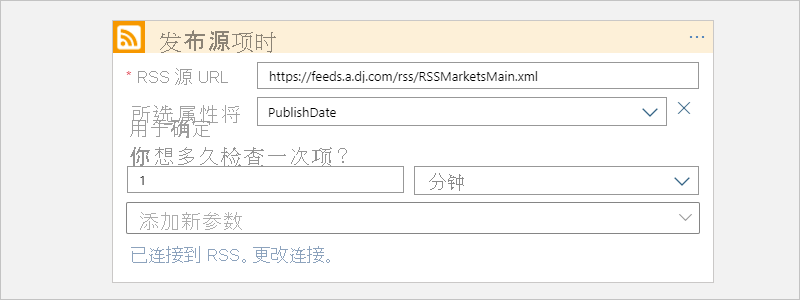 发布源项时
* RSS 源 URL
https://feeds.a.dj.com/rss/RSSMarketsMain.xml
所选属性将
用于确定
PublishDate
你想多久检查一次项？
1
分钟
添加新参数
已连接到 RSS。更改连接。